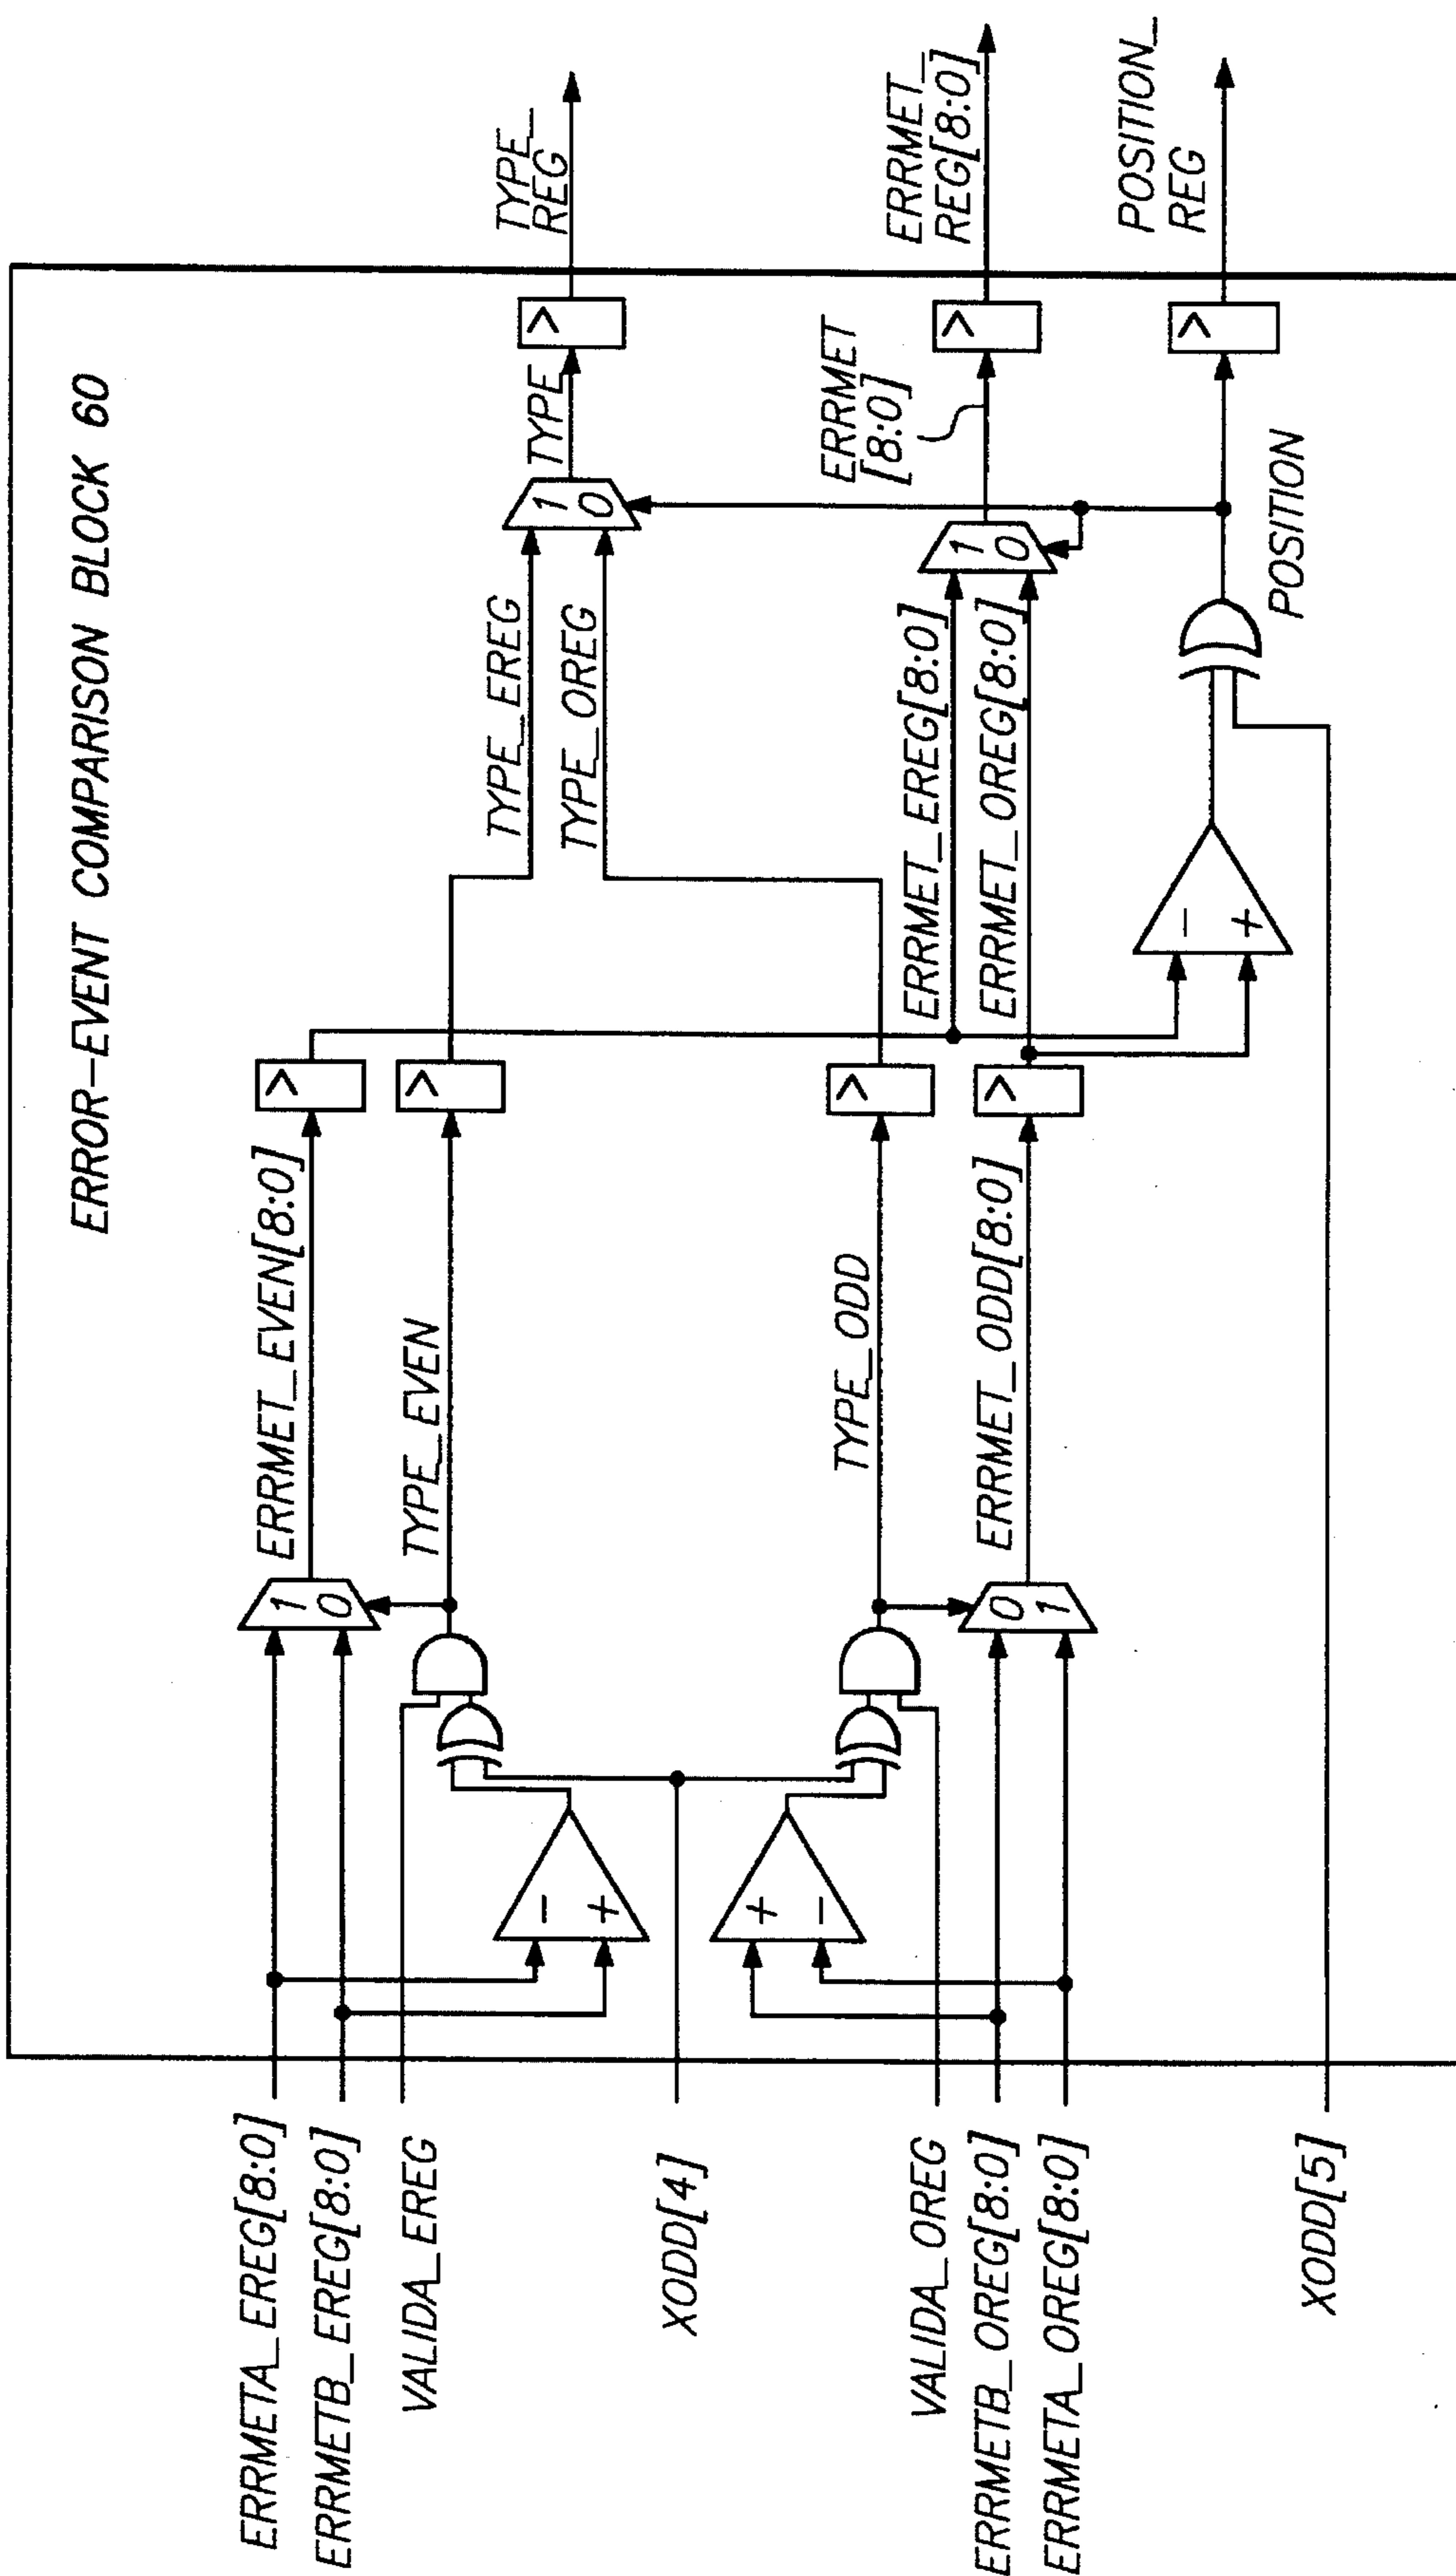 ERROR-EVENT COMPARISON BLOCK 60
ERRMETA_EREG[8:0]
ERRMETB_EREG[8:0]
VALIDA_EREG
XODD[4]
VALIDA_OREG
ERRMETB_OREG[8:0]
ERRMETA_OREG[8:0]
XODD[5]
-
+
+
-
1
0
0
1
ERRMET_EVEN[8:0]
TYPE_EVEN
TYPE_ODD
ERRMET_ODD[8:0]
>
>
>
>
TYPE_EREG
TYPE_OREG
ERRMET_EREG[8:0]
ERRMET_OREG[8:0]
-
+
1
0
1
0
POSITION
TYPE
ERRMET
[8:0]
>
>
>
TYPE_
REG
ERRMET_
REG[8:0]
POSITION_
REG